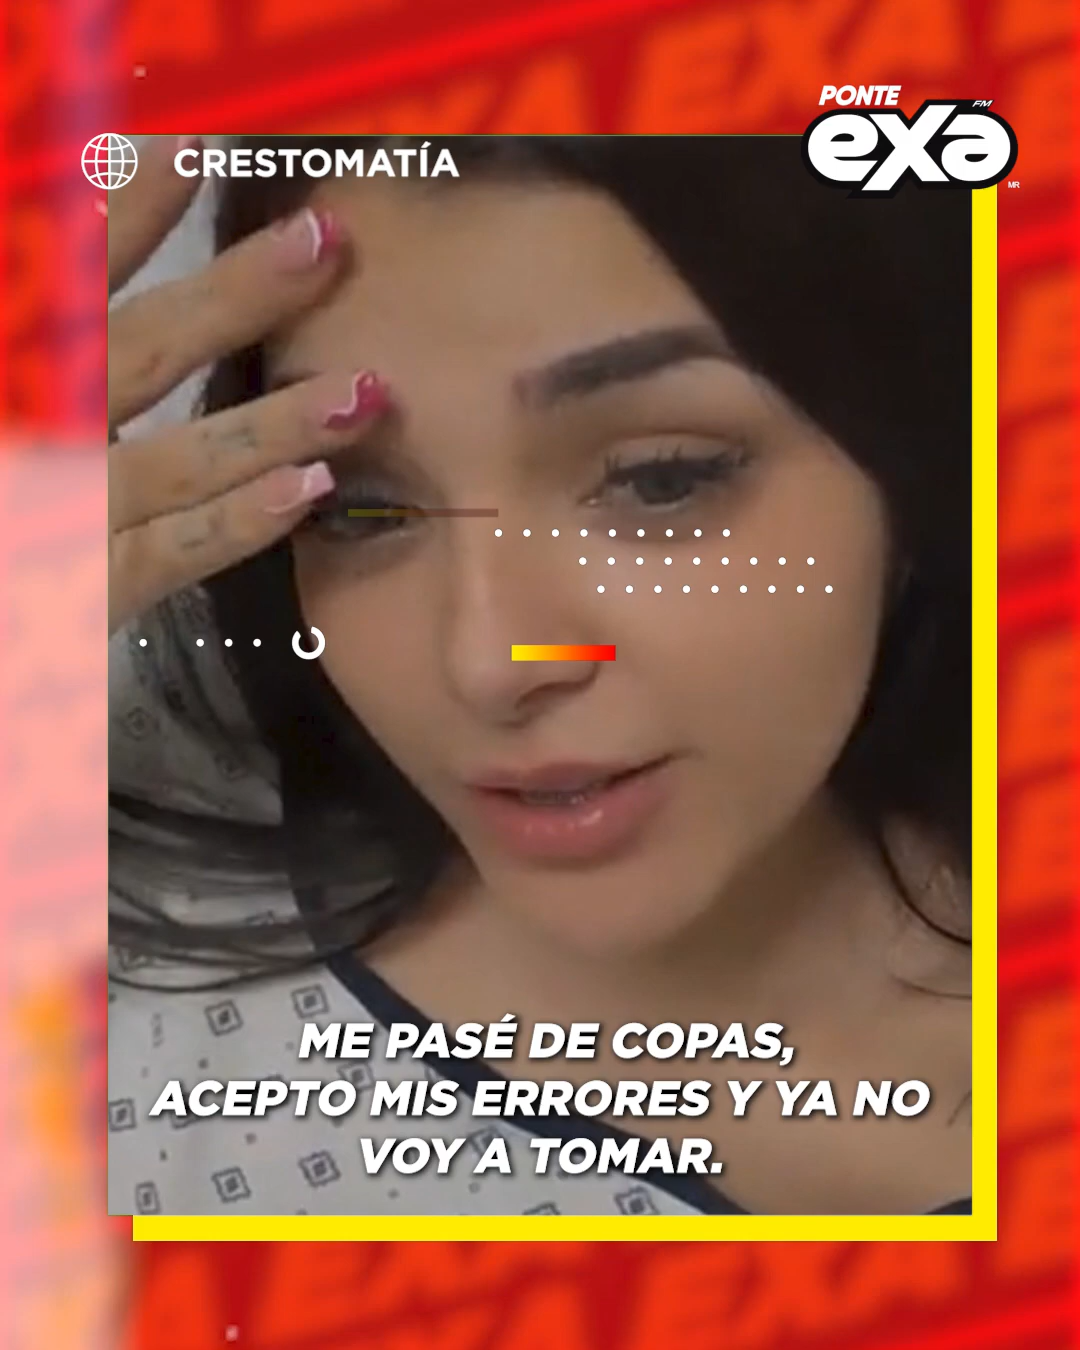 PONTE
exa
FM
MR
CRESTOMATÍA
ME PASÉ DE COPAS,
ACEPTO MIS ERRORES Y YA NO
VOY A TOMAR.